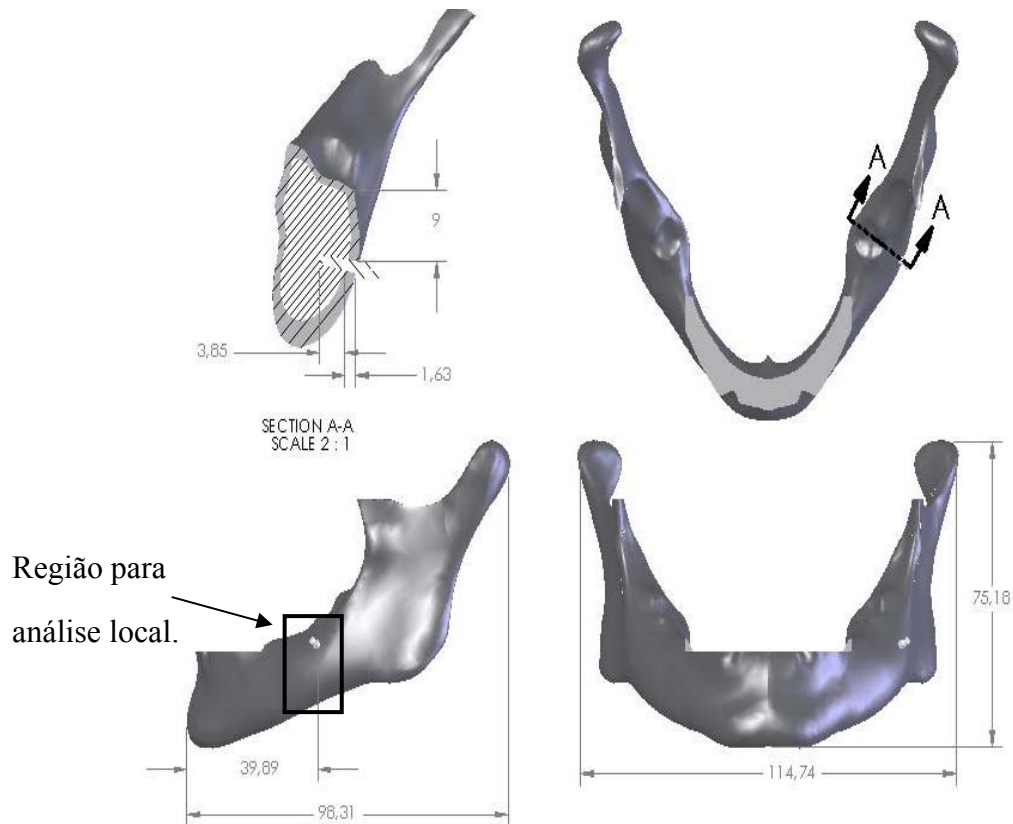 A
A
9
3,85
1,63
SECTION A-A
SCALE 2 : 1
Região para
análise local.
75,18
39,89
114,74
98,31